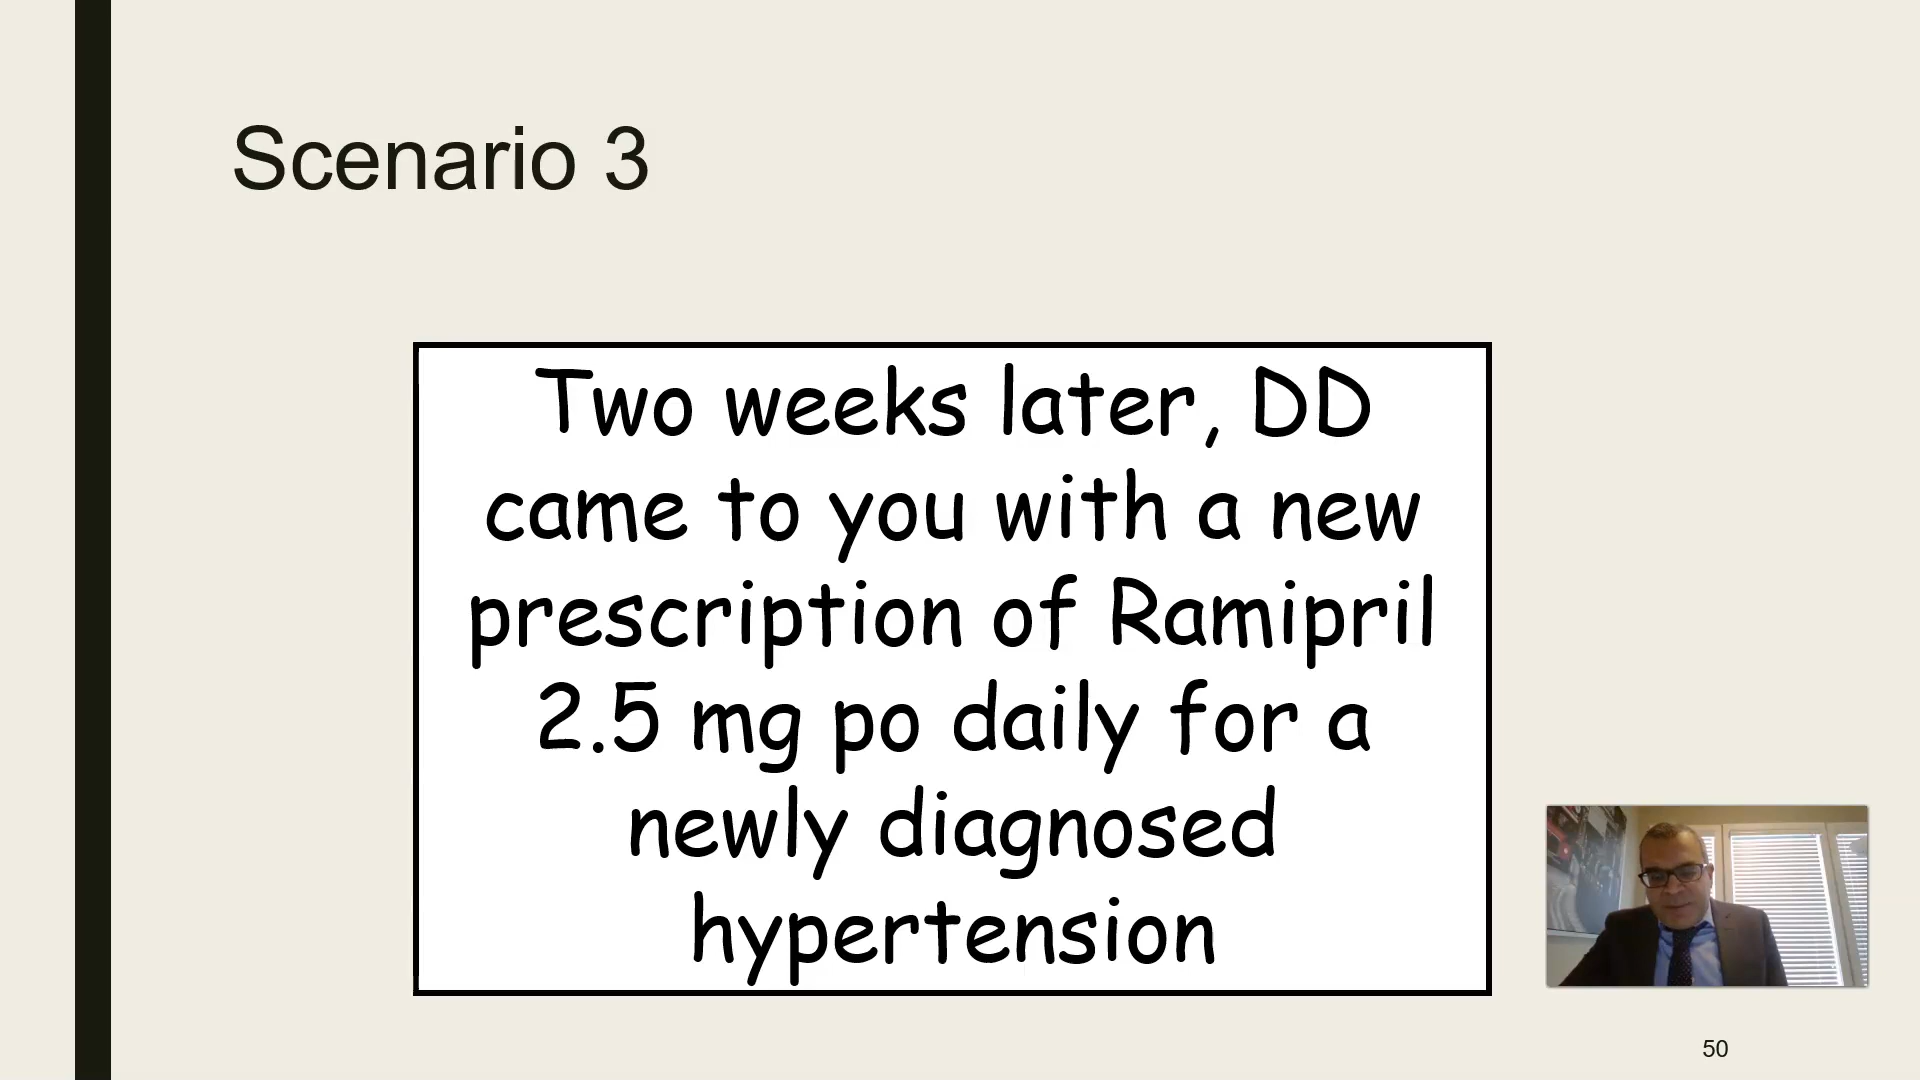 Scenario 3
Two weeks later, DD
came to you with a new
prescription of Ramipril
2.5 mg po daily for a
newly diagnosed
hypertension
50